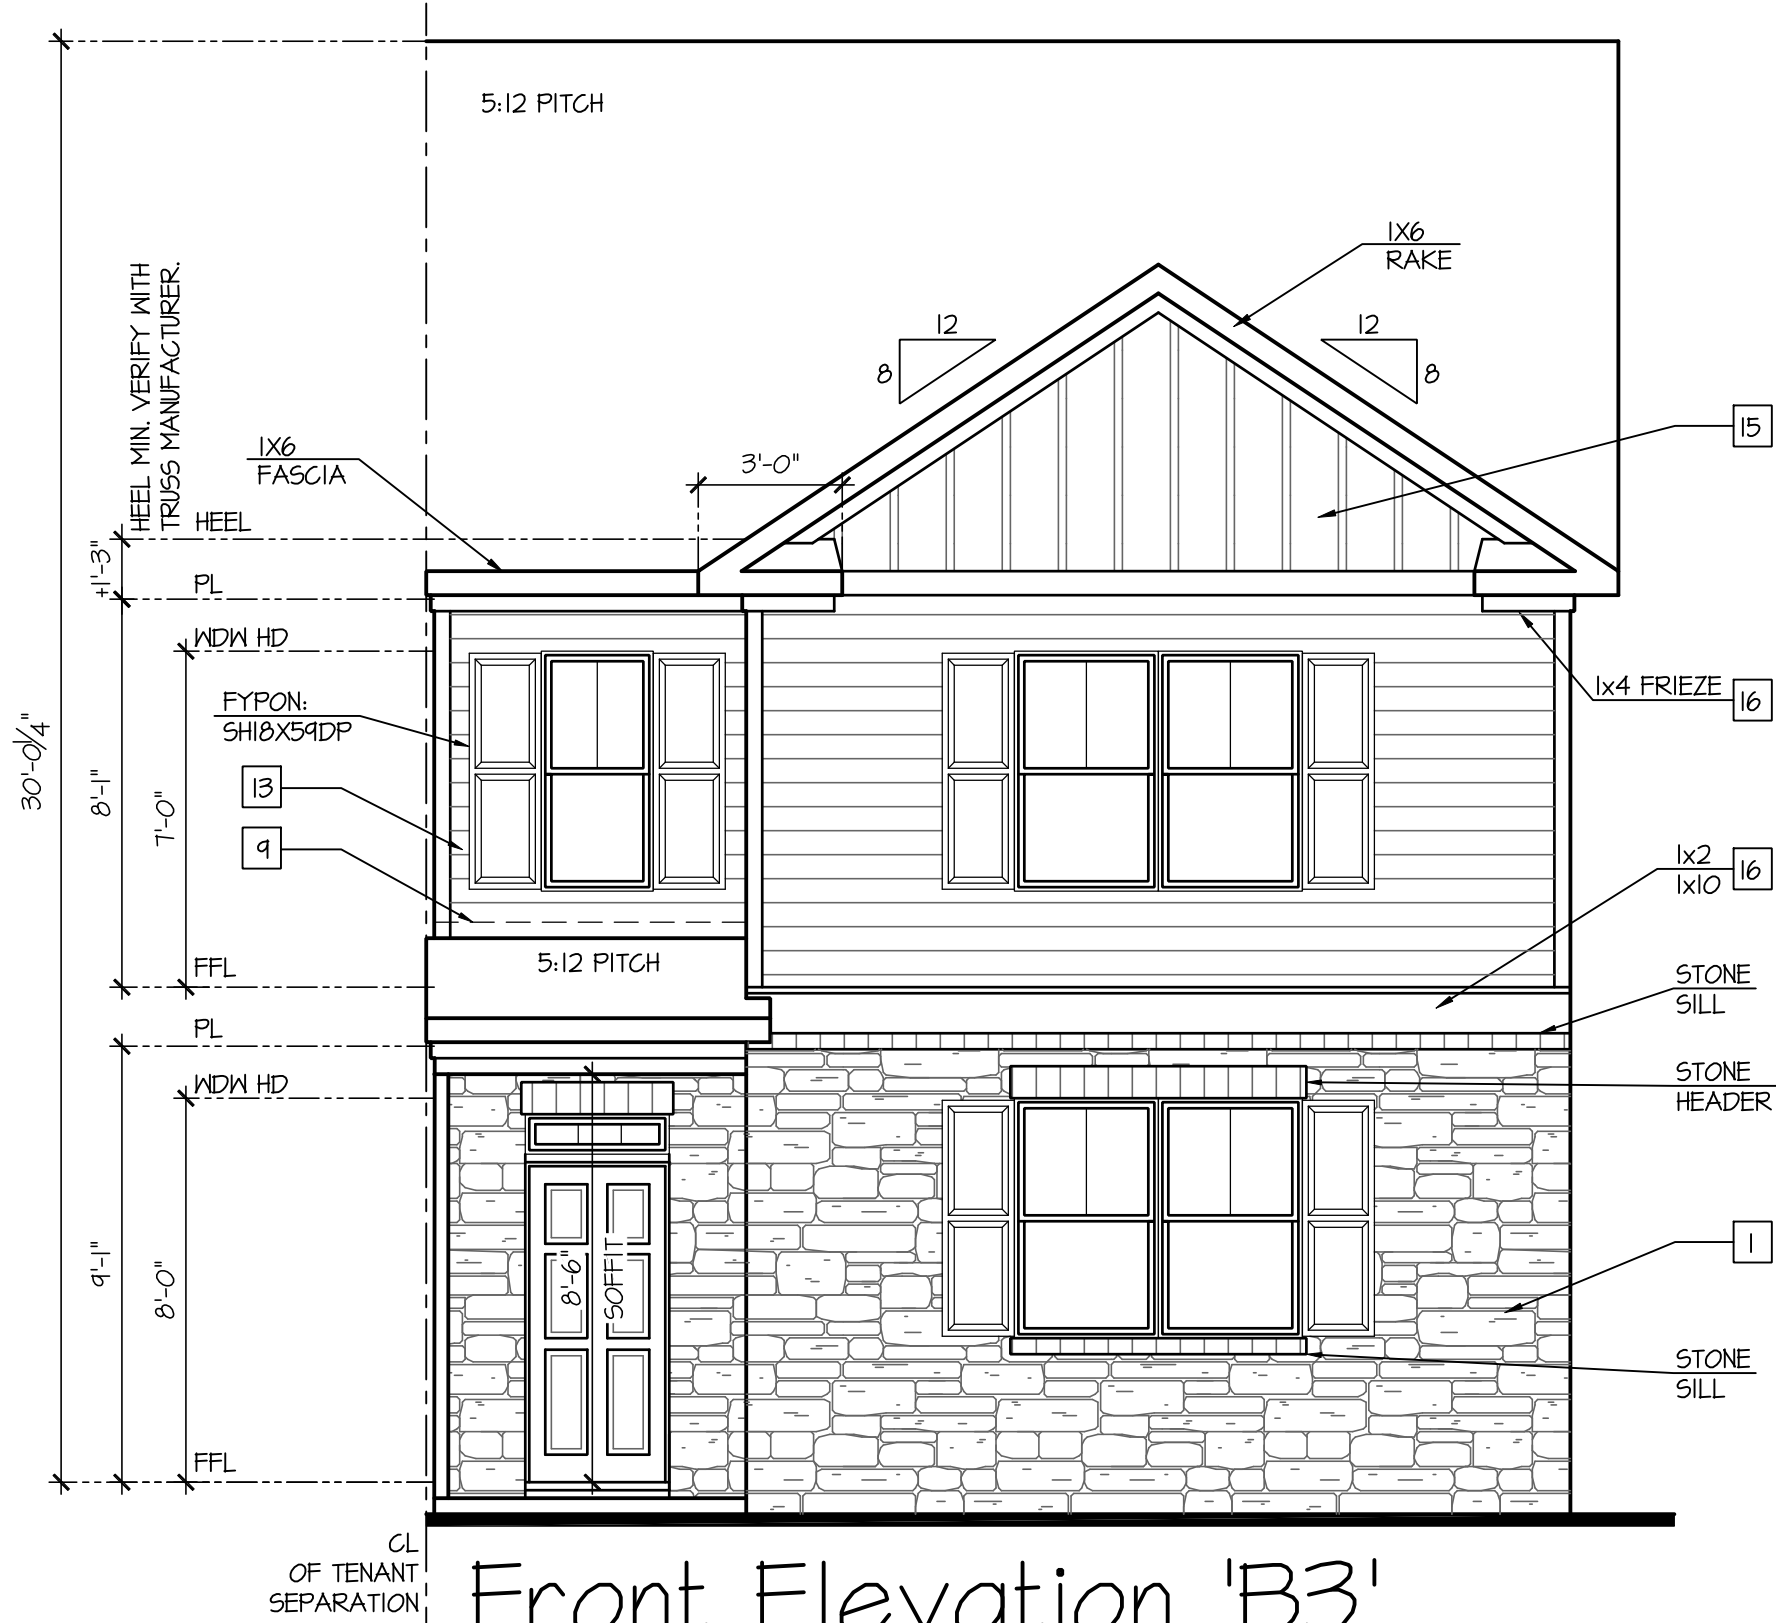 5:12 PITCH
1X6
RAKE
12
8
12
8
15
HEEL MIN. VERIFY WITH
TRUSS MANUFACTURER.
1X6
FASCIA
3'-0"
HEEL
+1'-3"
PL
WDW HD
1x4 FRIEZE
16
FYPON:
SH18X59DP
30'-0¼"
8'-1"
7'-0"
13
9
1x2
1x10
16
5:12 PITCH
FFL
STONE
SILL
PL
WDW HD
STONE
HEADER
9'-1"
8'-0"
8'-6"
SOFFIT
1
STONE
SILL
FFL
CL
OF TENANT
SEPARATION
Front Elevation 'B3'